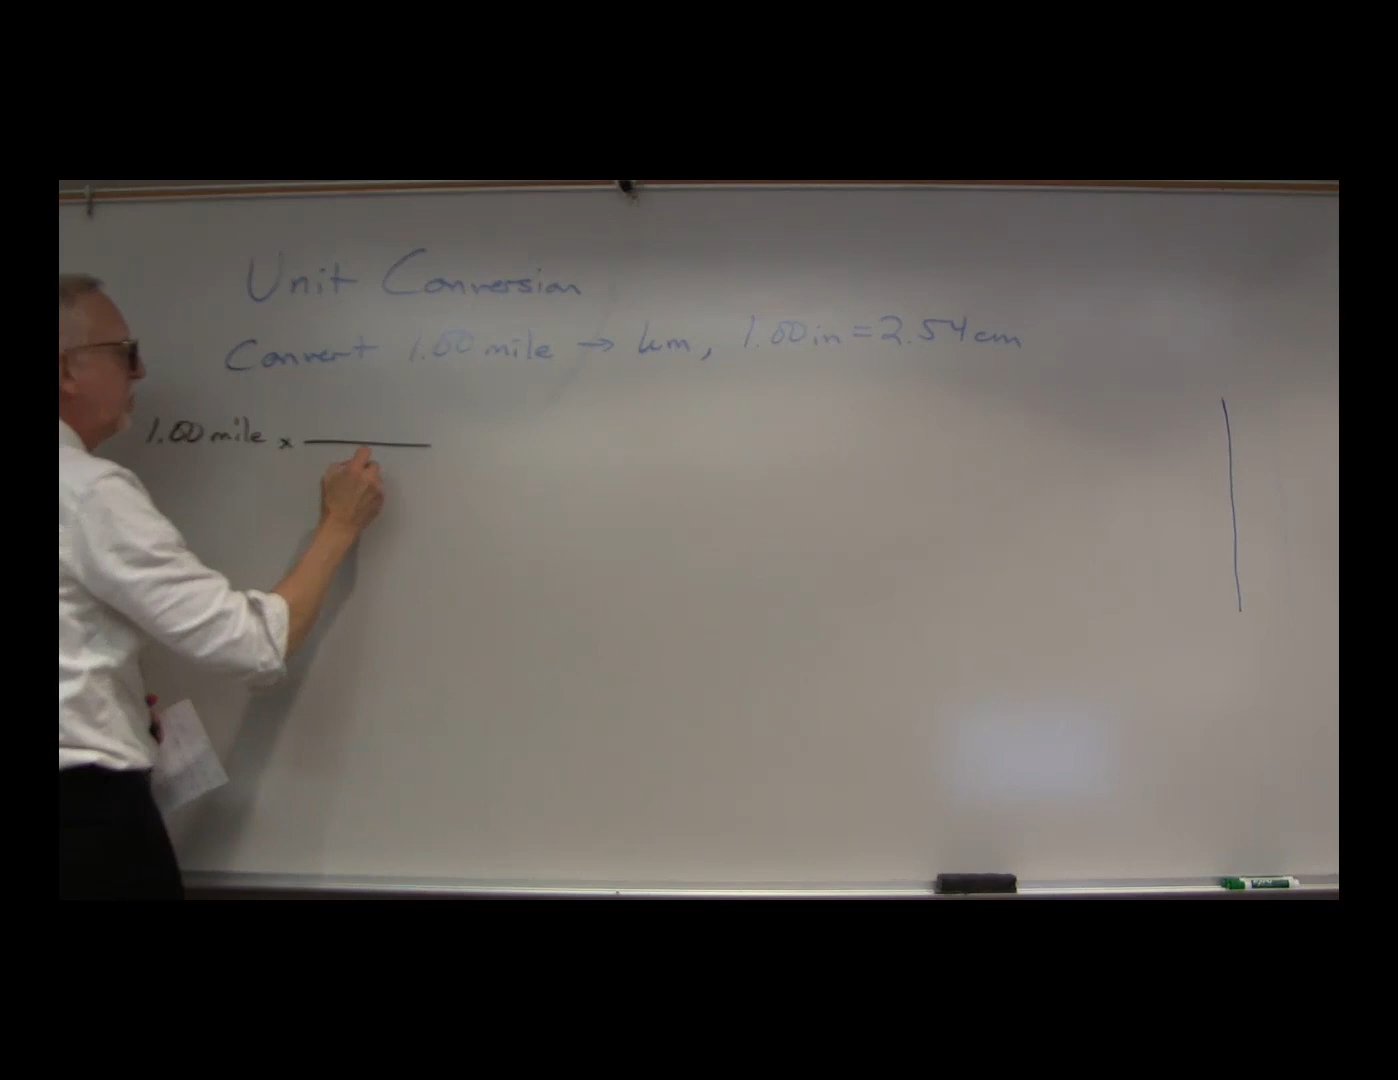 Unit Conversion
Convert 1.00 mile → km, 1.00 in = 2.54 cm
1.00 mile ×